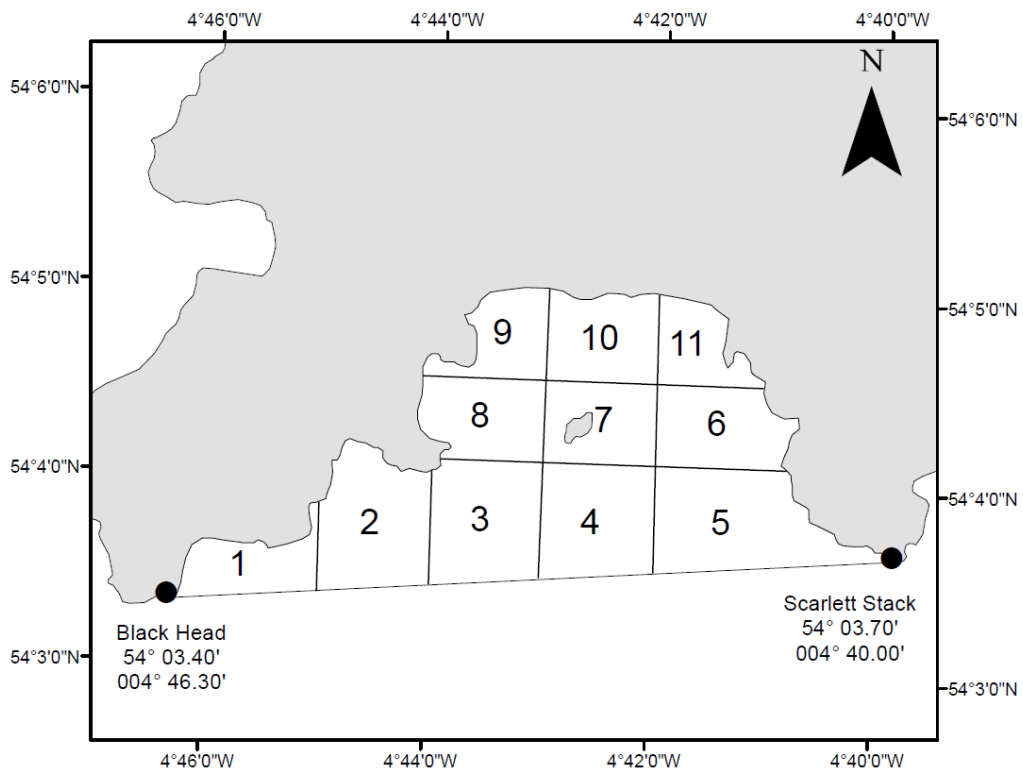 4°46'0"W
4°44'0"W
4°42'0"W
4°40'0"W
N
54°6'0"N
54°6'0"N
54°5'0"N
54°5'0"N
9
10
11
8
7
6
54°4'0"N
54°4'0"N
2
3
4
5
1
Black Head
54° 03.40'
004° 46.30'
Scarlett Stack
54° 03.70'
004° 40.00'
54°3'0"N
54°3'0"N
4°46'0"W
4°44'0"W
4°42'0"W
4°40'0"W